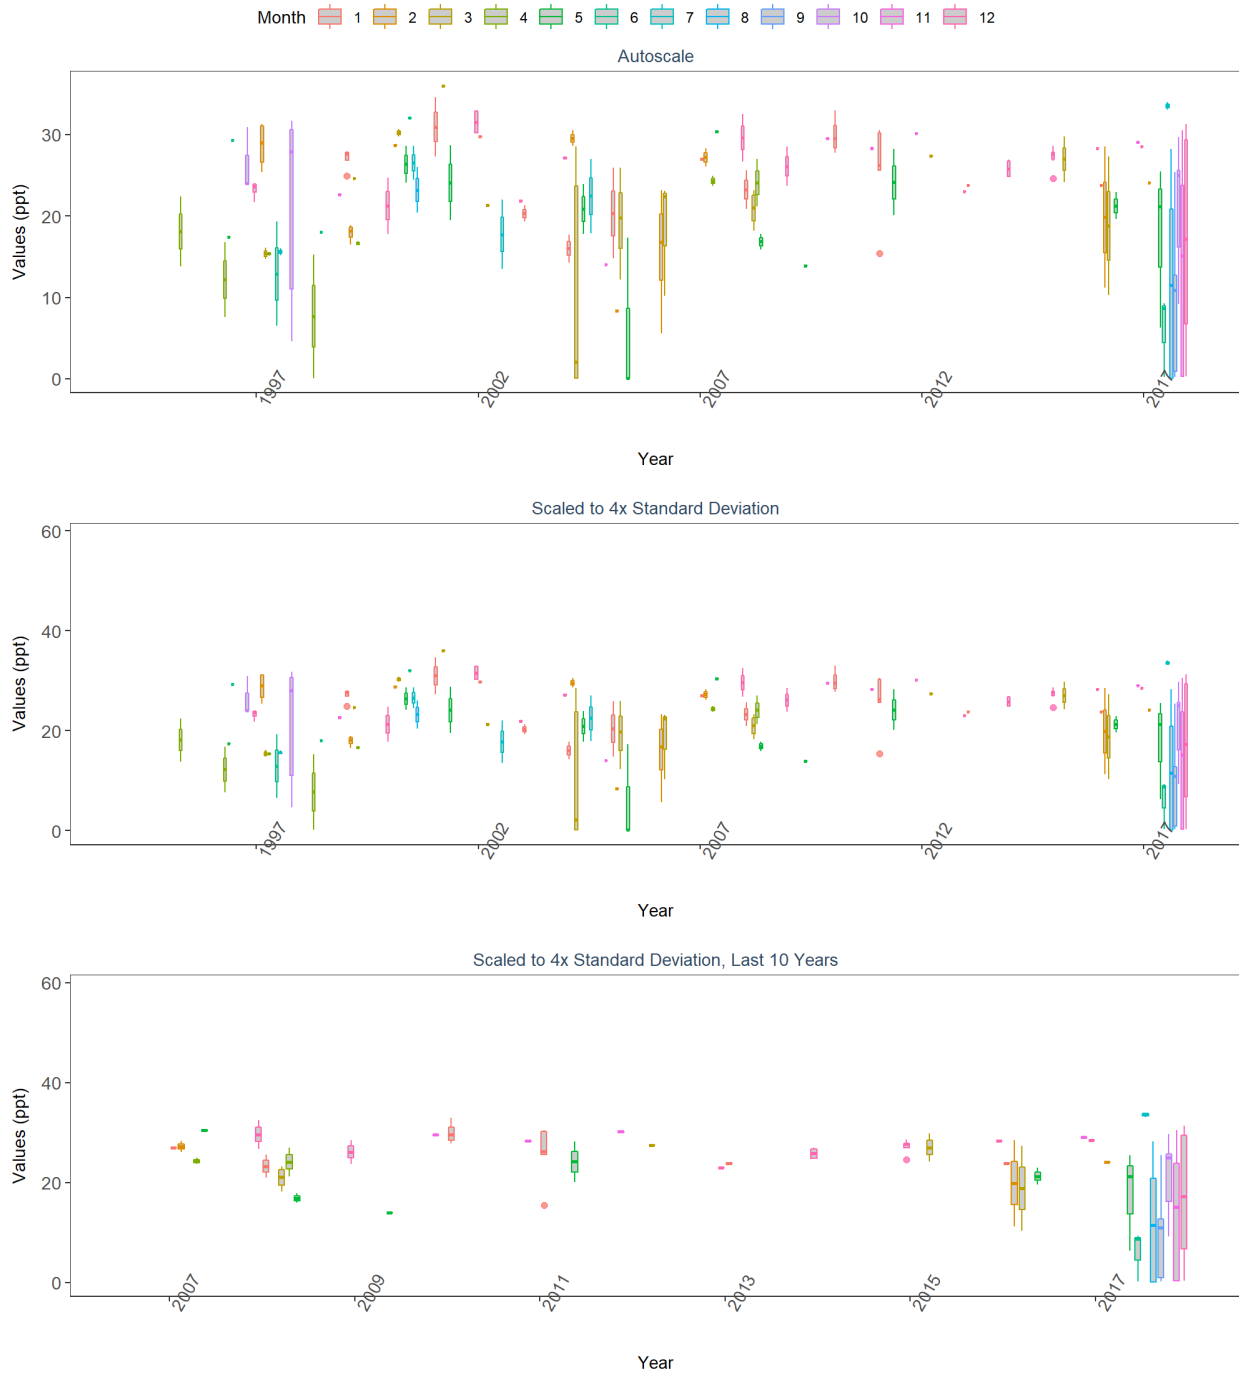 Month 1 2 3 4 5 6 7 8 9 10 11 12
Autoscale
Values (ppt)
30
20
10
0
1997 2002 2007 2012 2017
Year
Scaled to 4x Standard Deviation
Values (ppt)
60
40
20
0
1997 2002 2007 2012 2017
Year
Scaled to 4x Standard Deviation, Last 10 Years
Values (ppt)
60
40
20
0
2007 2009 2011 2013 2015 2017
Year